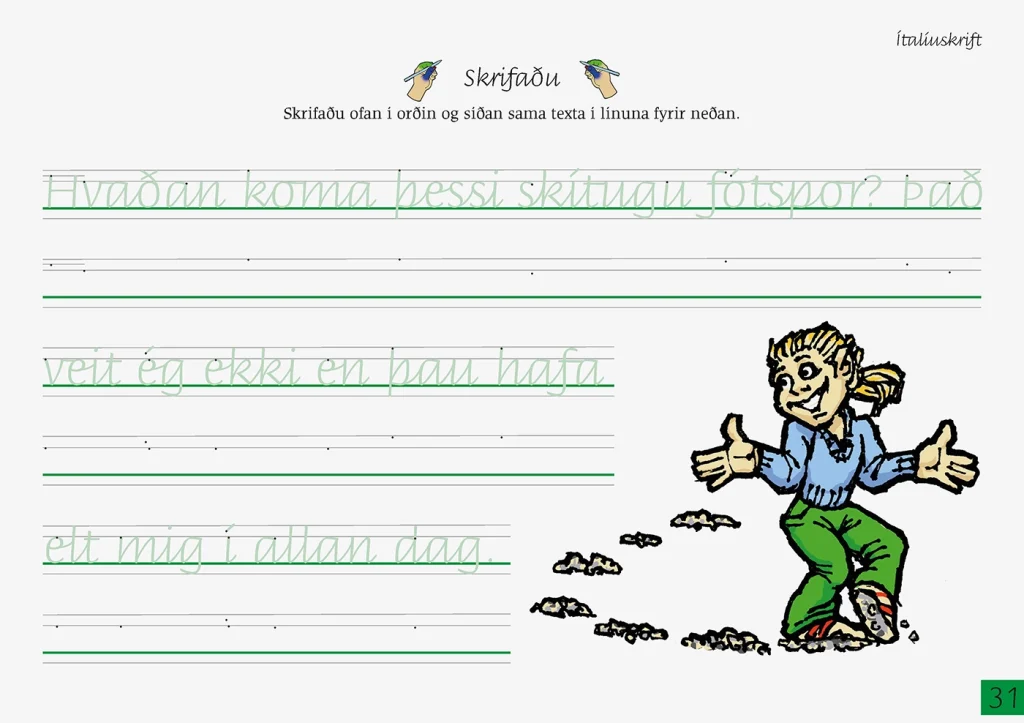 Ítalíuskrift
Skrifaðu
Skrifaðu ofan í orðin og síðan sama texta í línuna fyrir neðan.
Hvaðan koma þessi skítugu fótspor? Það
veit ég ekki en þau hafa
elt mig í allan dag.
31